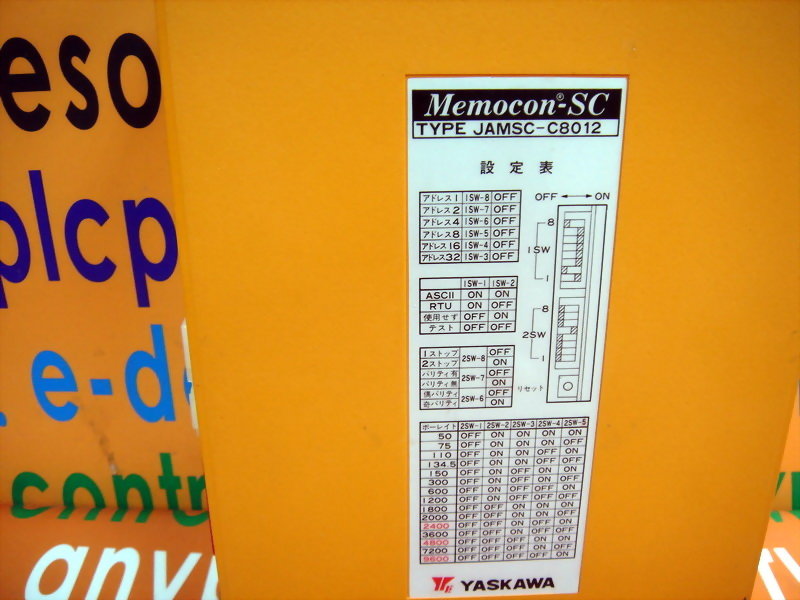 eso
plcp
e-de
contr
anyp
Memocon®-SC
TYPE JAMSC-C8012
設定表
アドレス1 1SW-8 OFF
アドレス2 1SW-7 OFF
アドレス4 1SW-6 OFF
アドレス8 1SW-5 OFF
アドレス16 1SW-4 OFF
アドレス32 1SW-3 OFF
1SW-1 1SW-2
ASCII ON ON
RTU ON OFF
使用せず OFF ON
テスト OFF OFF
1ストップ 2SW-8 OFF
2ストップ ON
パリティ有 2SW-7 OFF
パリティ無 ON
偶パリティ 2SW-6 OFF
奇パリティ ON
OFF ON
8
1SW
1
8
2SW
1
リセット
ボーレイト 2SW-1 2SW-2 2SW-3 2SW-4 2SW-5
50 OFF ON ON ON ON
75 OFF ON ON ON OFF
110 OFF ON ON OFF ON
134.5 OFF ON ON OFF OFF
150 OFF ON OFF ON ON
300 OFF ON OFF ON OFF
600 OFF ON OFF OFF ON
1200 OFF ON OFF OFF OFF
1800 OFF OFF ON ON ON
2000 OFF OFF ON ON OFF
2400 OFF OFF ON OFF ON
3600 OFF OFF ON OFF OFF
4800 OFF OFF OFF ON ON
7200 OFF OFF OFF ON OFF
9600 OFF OFF OFF OFF ON
YASKAWA